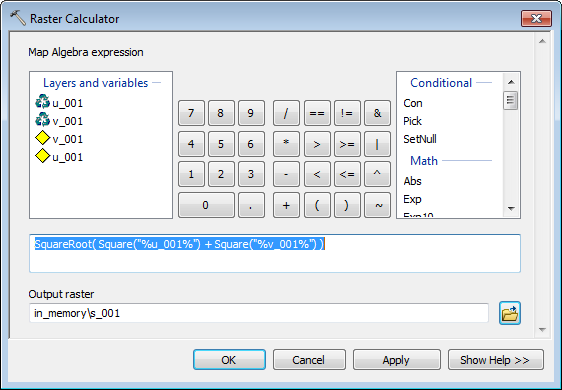 Raster Calculator
Map Algebra expression
Layers and variables
u_001
v_001
v_001
u_001
7 8 9 / == != &
4 5 6 * > >= |
1 2 3 - < <= ^
0 . + ( ) ~
Conditional
Con
Pick
SetNull
Math
Abs
Exp
Exp10
SquareRoot( Square("%u_001%") + Square("%v_001%") )
Output raster
in_memory\s_001
OK Cancel Apply Show Help >>